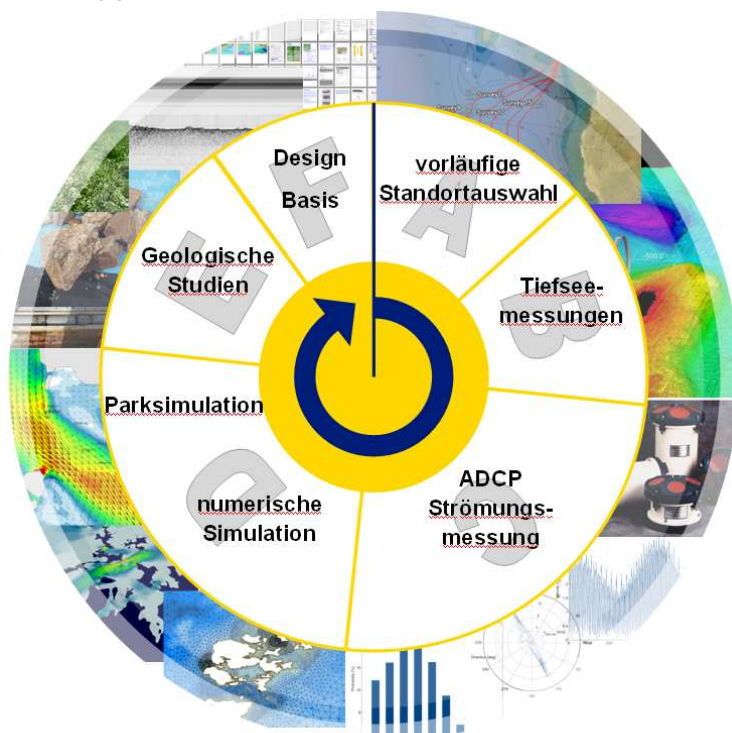 A
vorläufige
Standortauswahl
B
Tiefsee-
messungen
C
ADCP
Strömungs-
messung
D
Parksimulation
numerische
Simulation
E
Geologische
Studien
F
Design
Basis